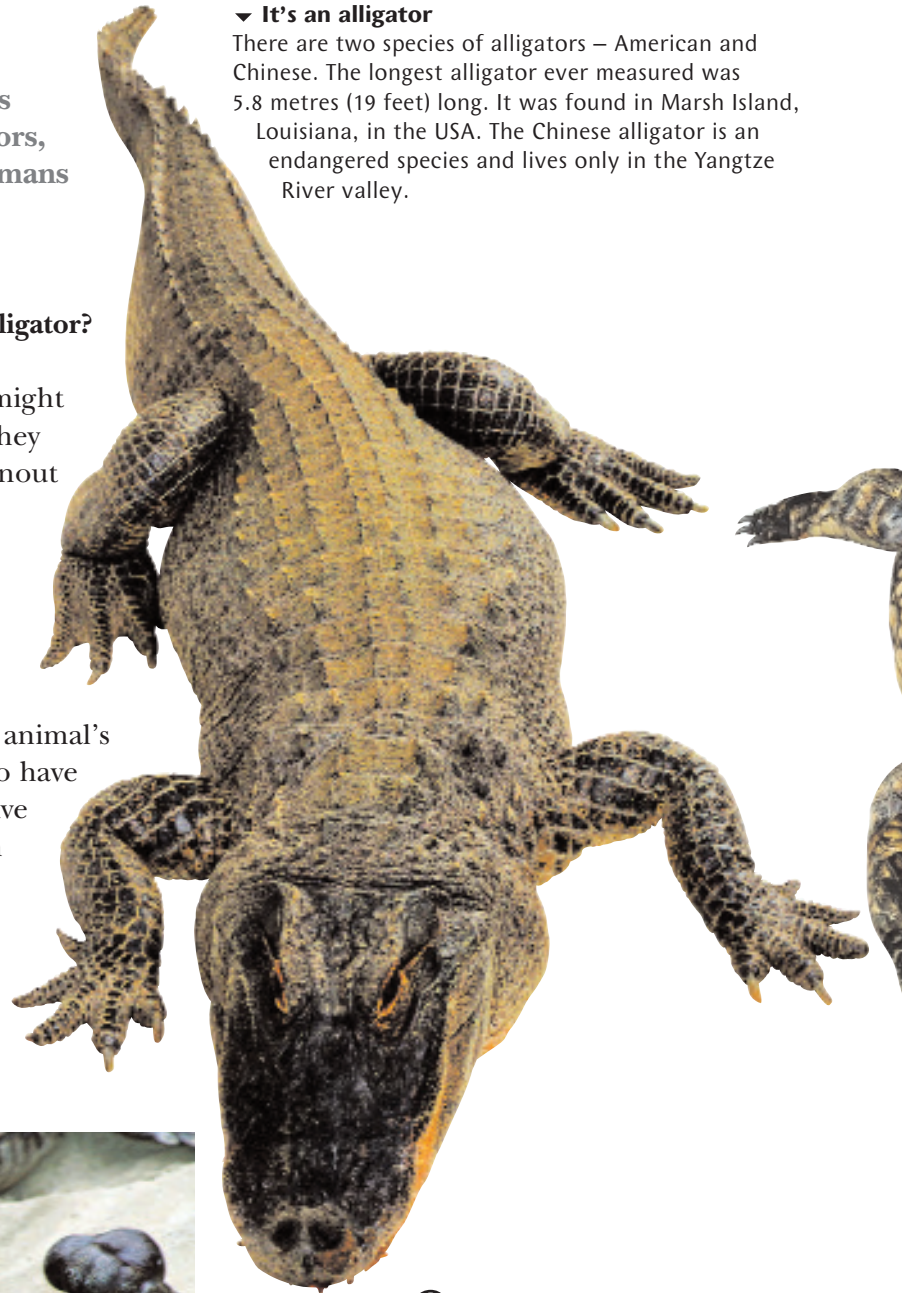 It's an alligator
There are two species of alligators – American and
Chinese. The longest alligator ever measured was
5.8 metres (19 feet) long. It was found in Marsh Island,
Louisiana, in the USA. The Chinese alligator is an
endangered species and lives only in the Yangtze
River valley.
s
ors,
mans
lligator?
might
hey
nout
animal's
o have
ve